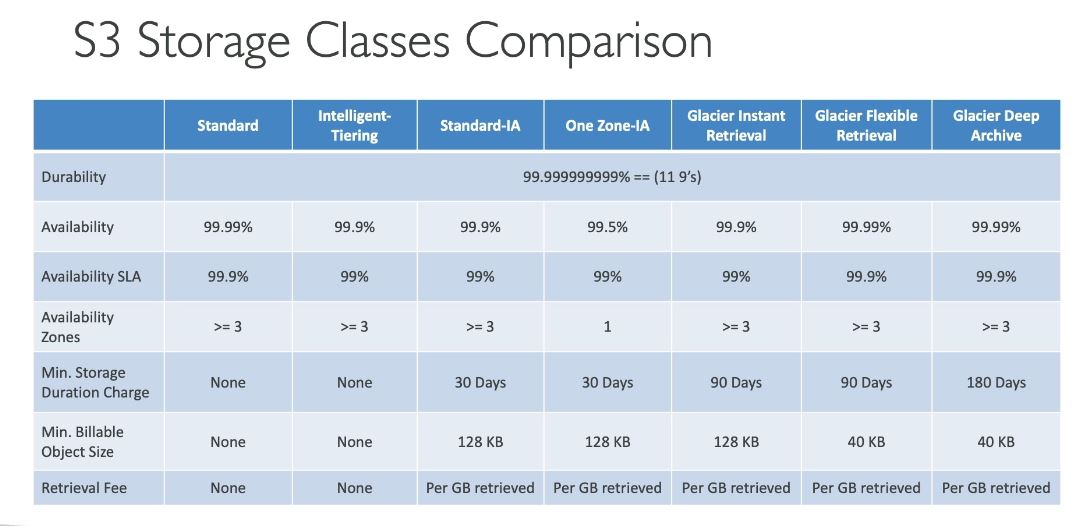 S3 Storage Classes Comparison
Standard
Intelligent-
Tiering
Standard-IA
One Zone-IA
Glacier Instant
Retrieval
Glacier Flexible
Retrieval
Glacier Deep
Archive
Durability
99.999999999% == (11 9’s)
Availability
99.99%
99.9%
99.9%
99.5%
99.9%
99.99%
99.99%
Availability SLA
99.9%
99%
99%
99%
99%
99.9%
99.9%
Availability
Zones
>= 3
>= 3
>= 3
1
>= 3
>= 3
>= 3
Min. Storage
Duration Charge
None
None
30 Days
30 Days
90 Days
90 Days
180 Days
Min. Billable
Object Size
None
None
128 KB
128 KB
128 KB
40 KB
40 KB
Retrieval Fee
None
None
Per GB retrieved
Per GB retrieved
Per GB retrieved
Per GB retrieved
Per GB retrieved